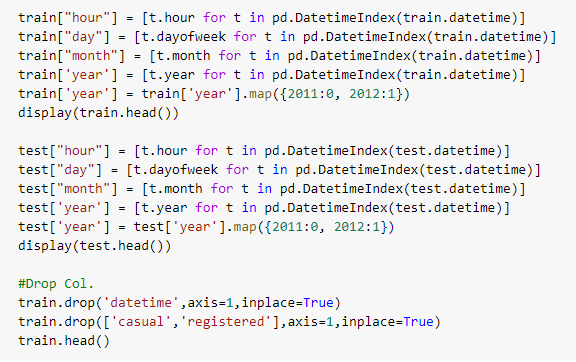 train["hour"] = [t.hour for t in pd.DatetimeIndex(train.datetime)]
train["day"] = [t.dayofweek for t in pd.DatetimeIndex(train.datetime)]
train["month"] = [t.month for t in pd.DatetimeIndex(train.datetime)]
train['year'] = [t.year for t in pd.DatetimeIndex(train.datetime)]
train['year'] = train['year'].map({2011:0, 2012:1})
display(train.head())

test["hour"] = [t.hour for t in pd.DatetimeIndex(test.datetime)]
test["day"] = [t.dayofweek for t in pd.DatetimeIndex(test.datetime)]
test["month"] = [t.month for t in pd.DatetimeIndex(test.datetime)]
test['year'] = [t.year for t in pd.DatetimeIndex(test.datetime)]
test['year'] = test['year'].map({2011:0, 2012:1})
display(test.head())

#Drop Col.
train.drop('datetime',axis=1,inplace=True)
train.drop(['casual','registered'],axis=1,inplace=True)
train.head()